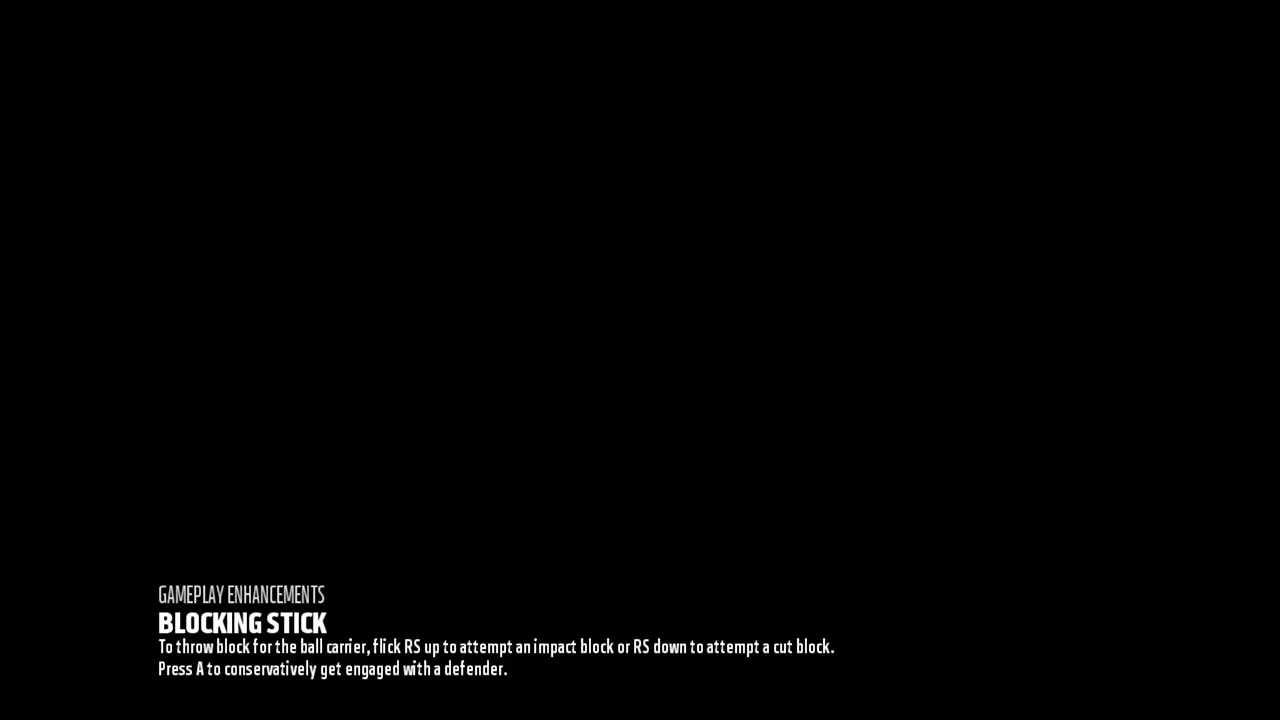 GAMEPLAY ENHANCEMENTS
BLOCKING STICK
To throw block for the ball carrier, flick RS up to attempt an impact block or RS down to attempt a cut block.
Press A to conservatively get engaged with a defender.